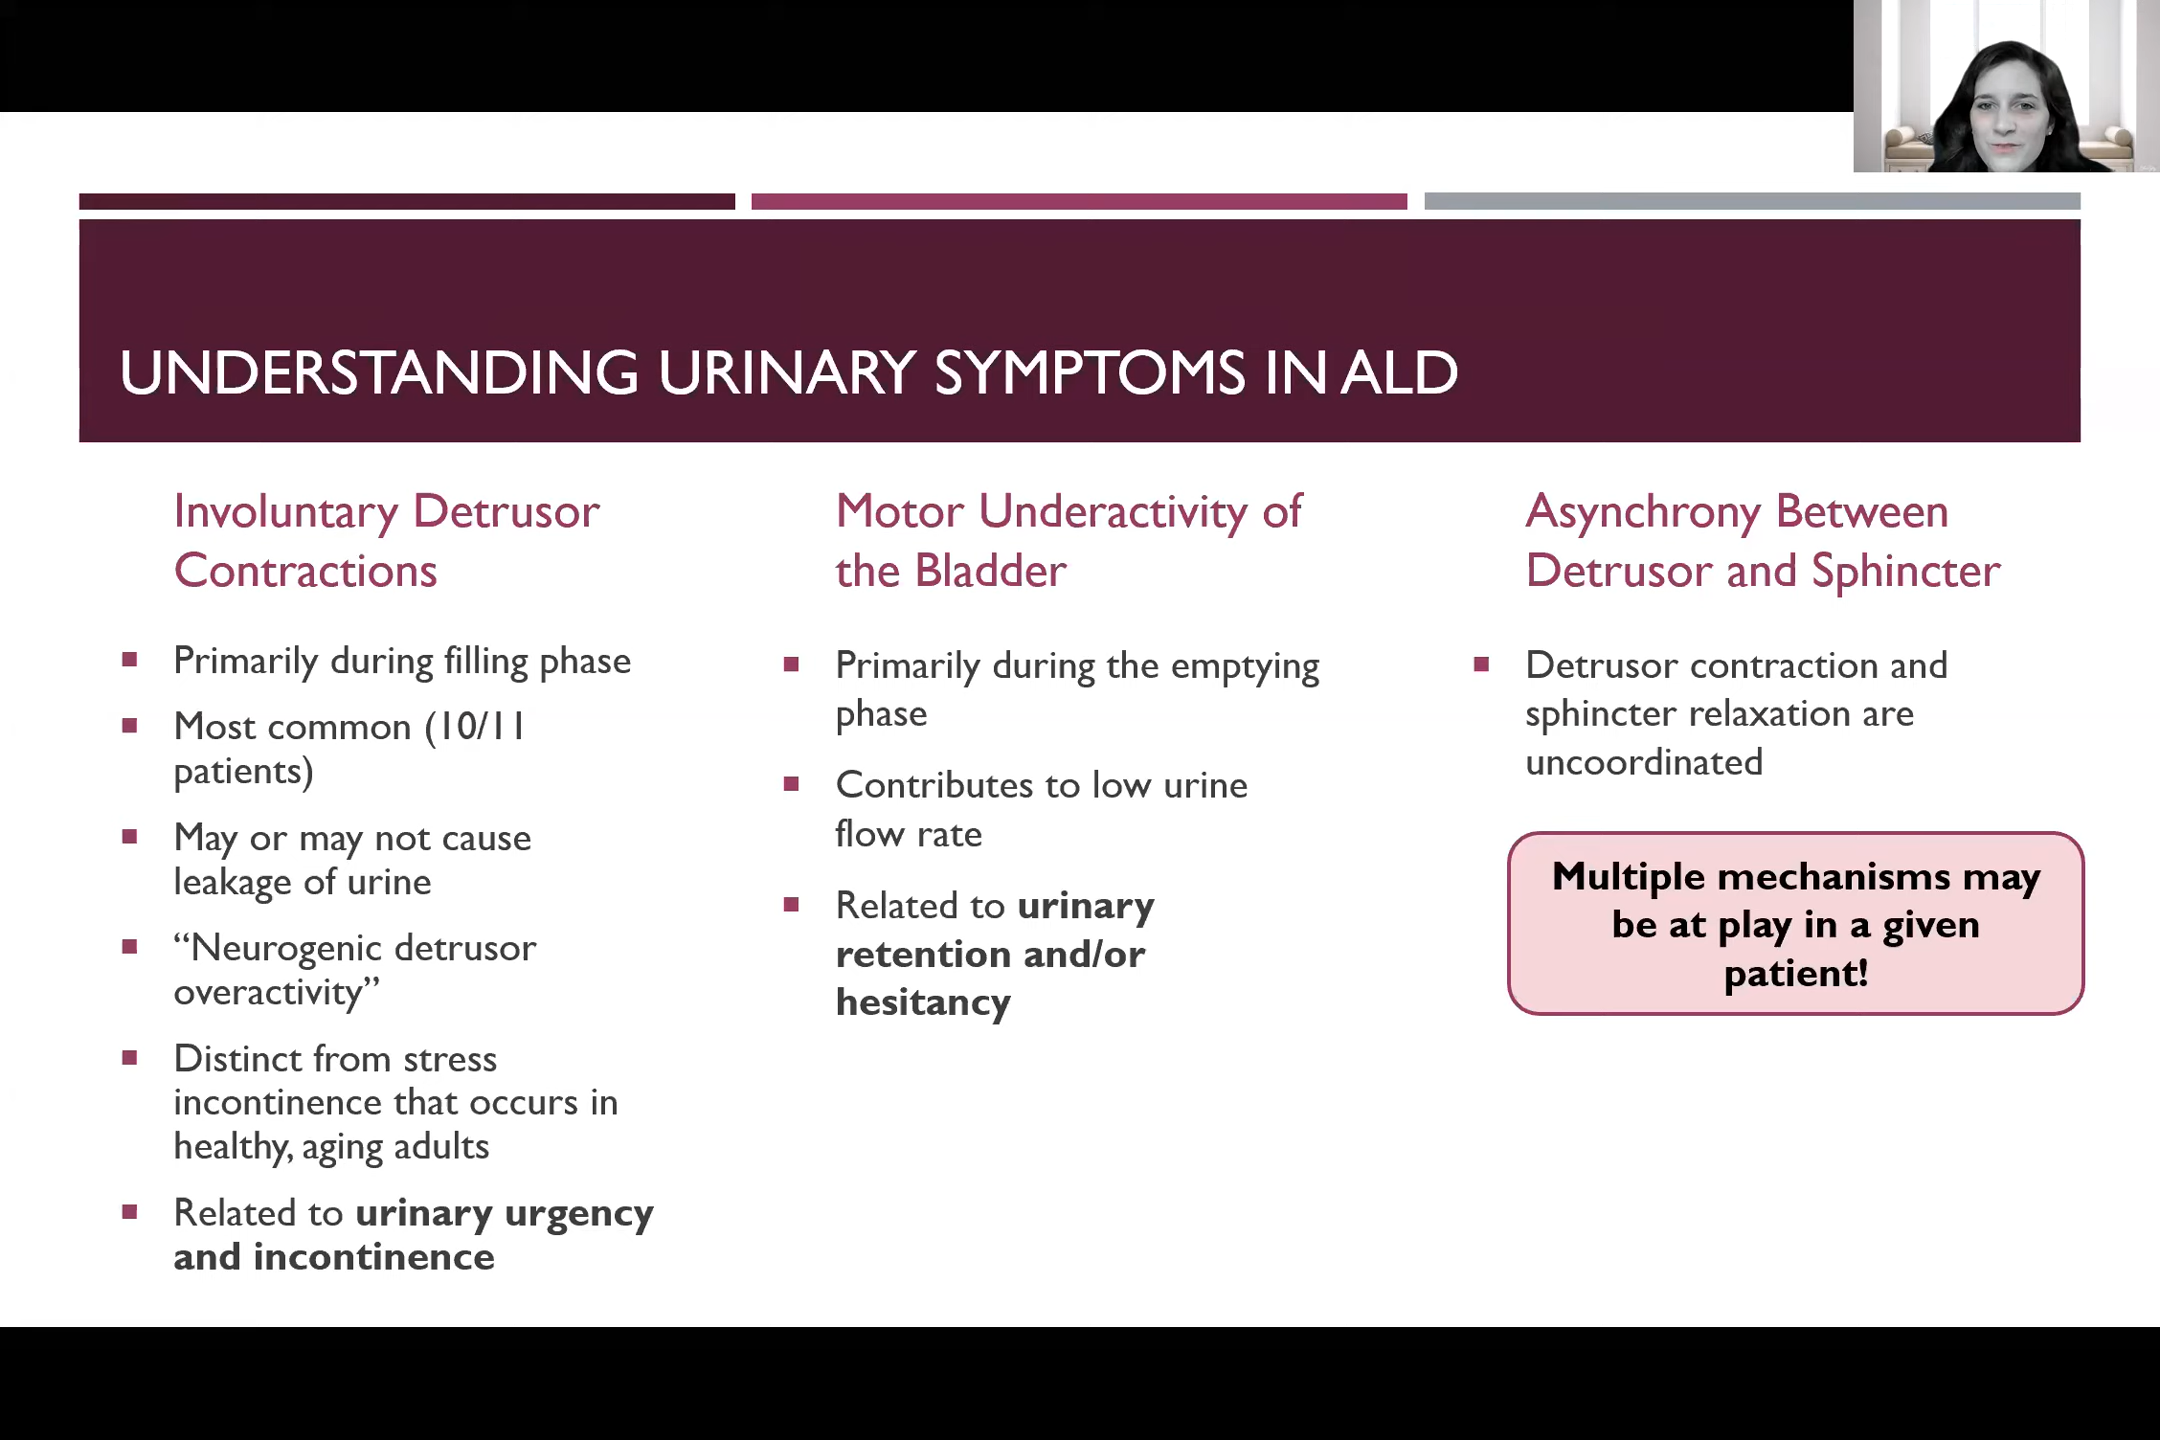 UNDERSTANDING URINARY SYMPTOMS IN ALD
Involuntary Detrusor
Contractions
Primarily during filling phase
Most common (10/11
patients)
May or may not cause
leakage of urine
“Neurogenic detrusor
overactivity”
Distinct from stress
incontinence that occurs in
healthy, aging adults
Related to urinary urgency
and incontinence
Motor Underactivity of
the Bladder
Primarily during the emptying
phase
Contributes to low urine
flow rate
Related to urinary
retention and/or
hesitancy
Asynchrony Between
Detrusor and Sphincter
Detrusor contraction and
sphincter relaxation are
uncoordinated
Multiple mechanisms may
be at play in a given
patient!